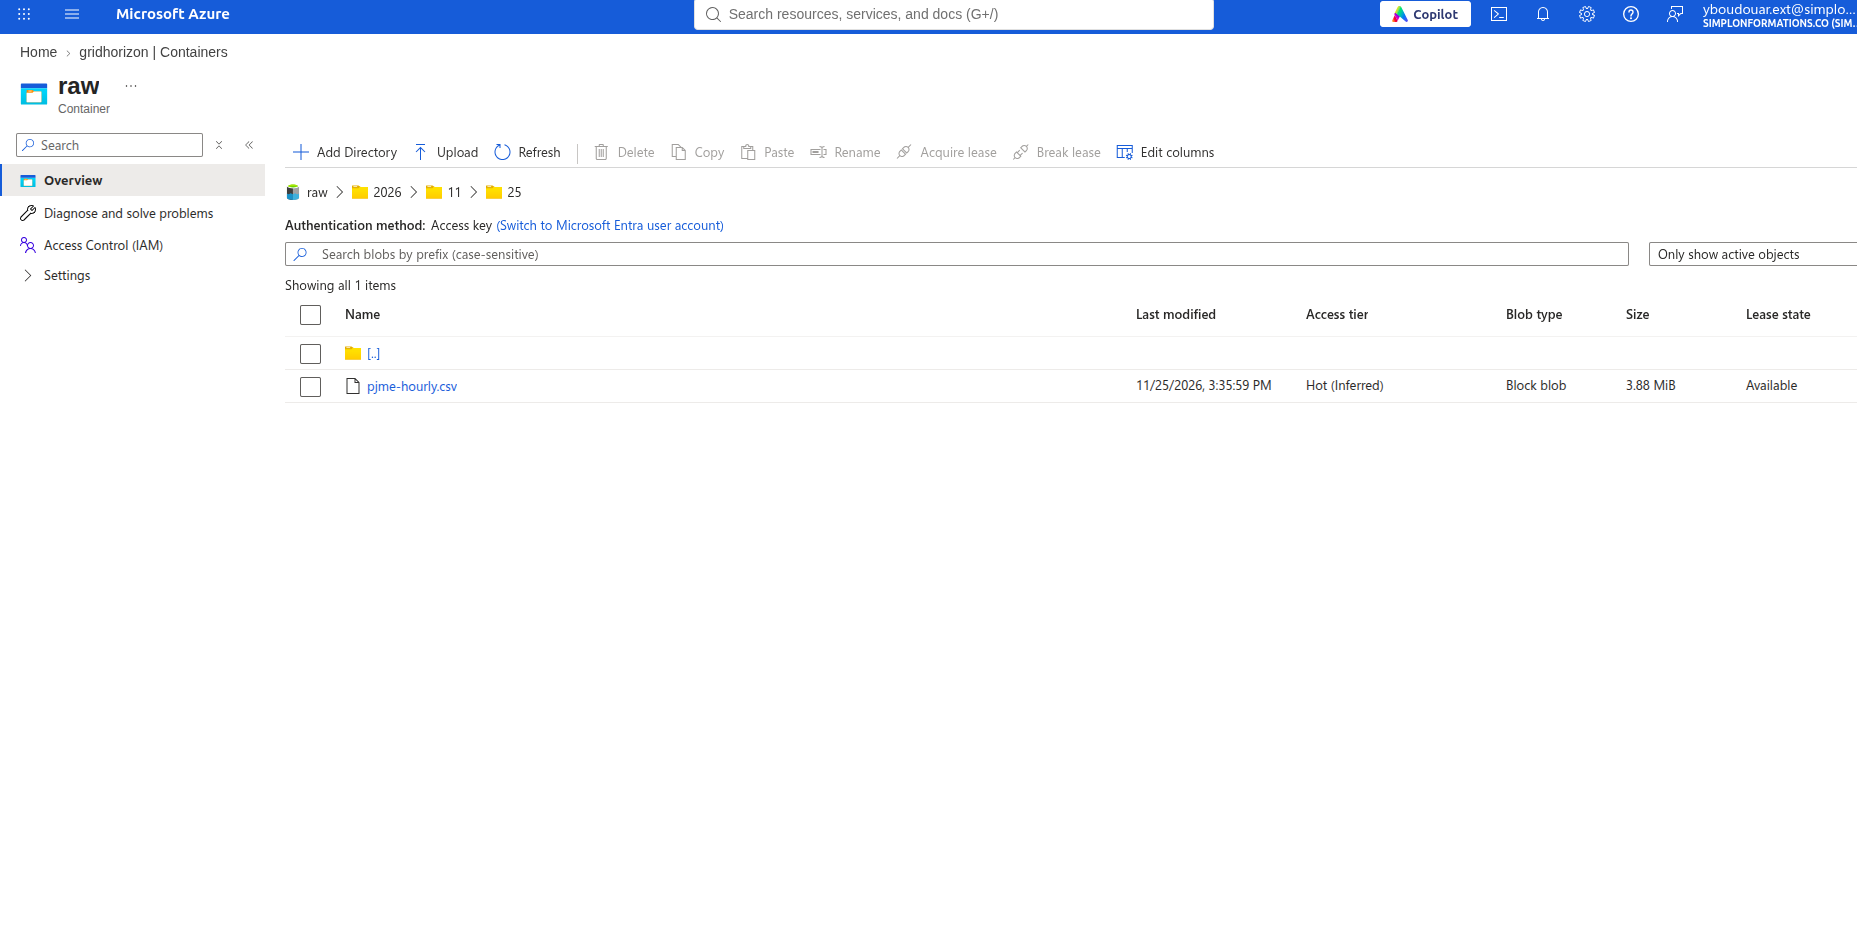 Microsoft Azure
Search resources, services, and docs (G+/)
Copilot
yboudouar.ext@simplo...
SIMPLONFORMATIONS.CO (SIM...
Home > gridhorizon | Containers
raw ...
Container
Search
Overview
Diagnose and solve problems
Access Control (IAM)
Settings
Add Directory Upload Refresh Delete Copy Paste Rename Acquire lease Break lease Edit columns
raw > 2026 > 11 > 25
Authentication method: Access key (Switch to Microsoft Entra user account)
Search blobs by prefix (case-sensitive)
Only show active objects
Showing all 1 items
Name Last modified Access tier Blob type Size Lease state
[..]
pjme-hourly.csv 11/25/2026, 3:35:59 PM Hot (Inferred) Block blob 3.88 MiB Available